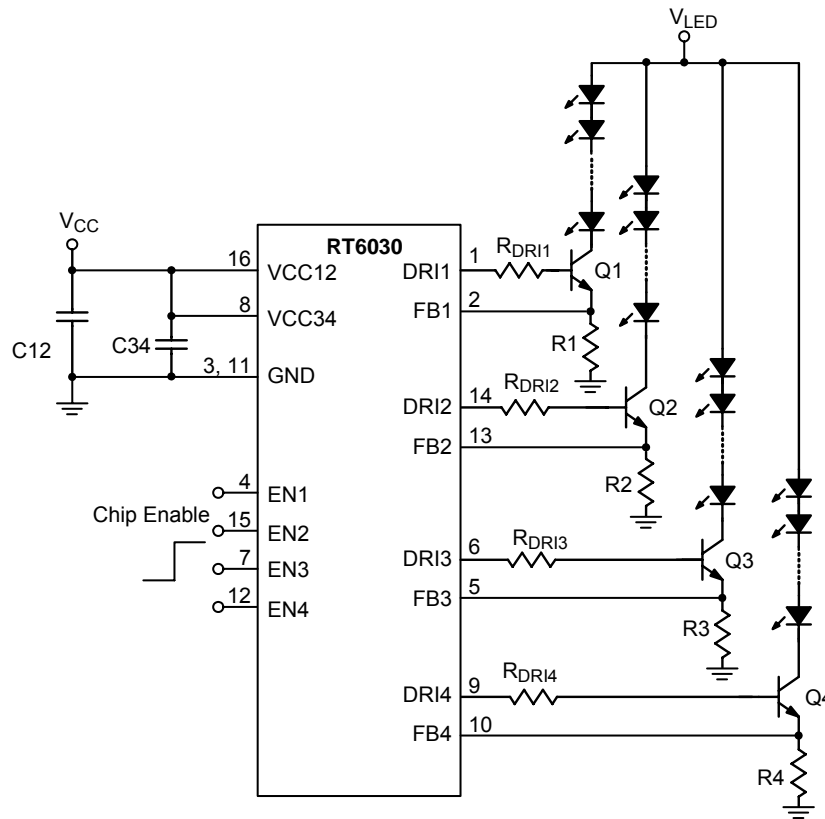 VLED
VCC
RT6030
16 VCC12
8 VCC34
3, 11 GND
C12
C34
DRI1 1 RDRI1 Q1
FB1 2
R1
DRI2 14 RDRI2 Q2
FB2 13
R2
4 EN1
Chip Enable
15 EN2
7 EN3
12 EN4
DRI3 6 RDRI3 Q3
FB3 5
R3
DRI4 9 RDRI4 Q4
FB4 10
R4